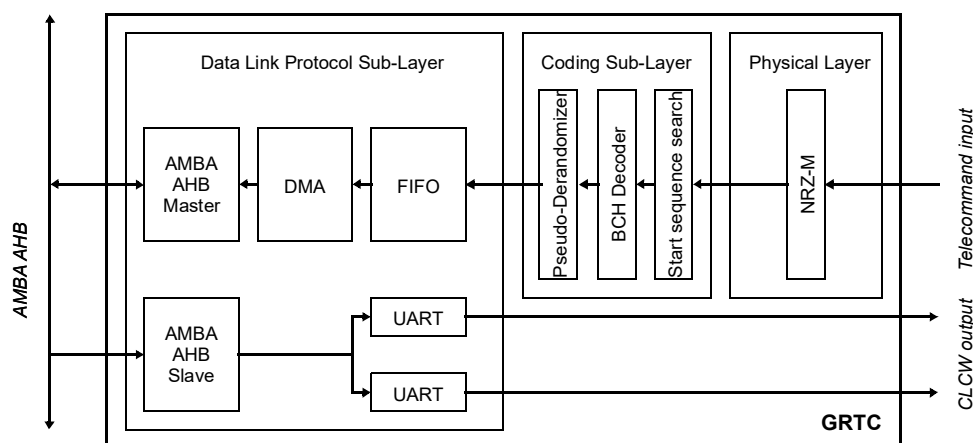 Data Link Protocol Sub-Layer
Coding Sub-Layer
Physical Layer
AMBA
AHB
Master
DMA
FIFO
Pseudo-Derandomizer
BCH Decoder
Start sequence search
NRZ-M
Telecommand input
AMBA AHB
AMBA
AHB
Slave
UART
UART
CLCW output
GRTC